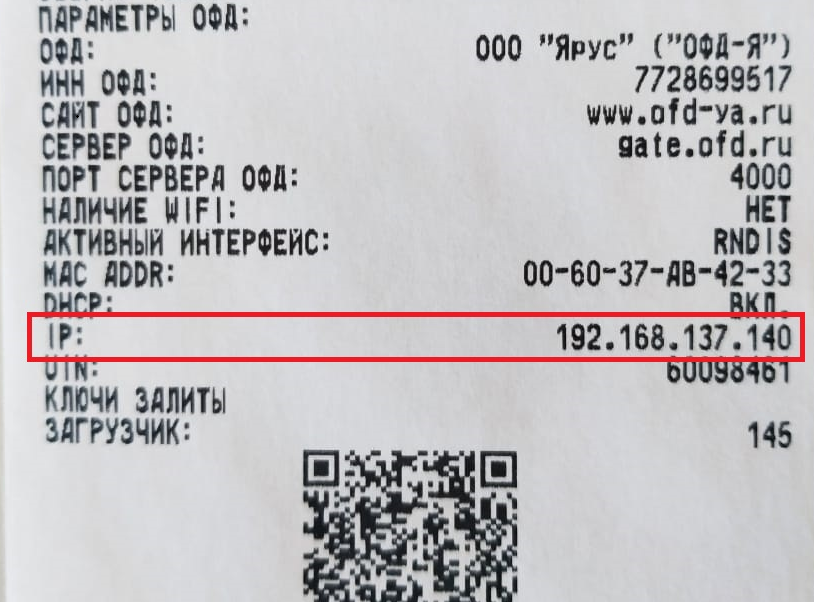 ПАРАМЕТРЫ ОФД:
ОФД: ООО "Ярус" ("ОФД-Я")
ИНН ОФД: 7728699517
САЙТ ОФД: www.ofd-ya.ru
СЕРВЕР ОФД: gate.ofd.ru
ПОРТ СЕРВЕРА ОФД: 4000
НАЛИЧИЕ WIFI: НЕТ
АКТИВНЫЙ ИНТЕРФЕЙС: RNDIS
MAC ADDR: 00-60-37-AB-42-33
DHCP: ВКЛ.
IP: 192.168.137.140
UIN: 60098461
КЛЮЧИ ЗАЛИТЫ
ЗАГРУЗЧИК: 145